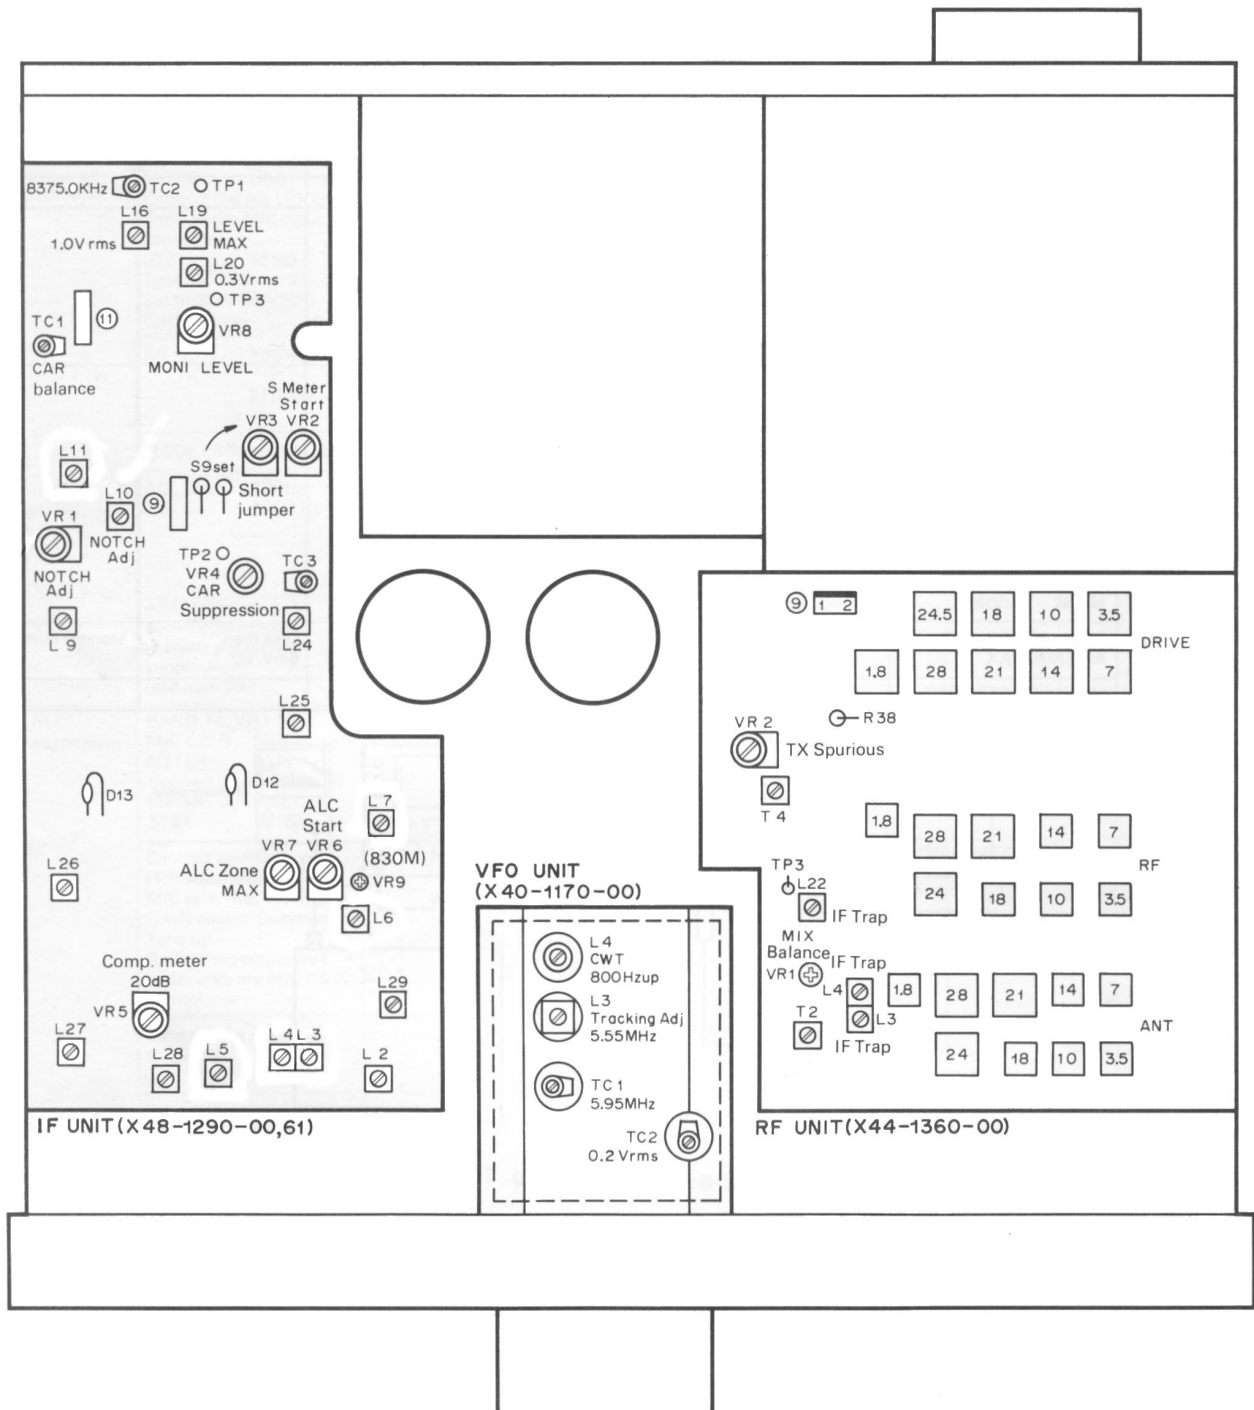 8375.0KHz TC2 TP1
L16 L19
1.0V rms
LEVEL
MAX
L20
0.3Vrms
TP3
TC1 11
VR8
CAR
balance
MONI LEVEL
S Meter
Start
VR3 VR2
L11
S9set
L10 9
Short
jumper
VR1
NOTCH
Adj
TP2 TC3
VR4
CAR
Suppression
NOTCH
Adj
L9
L24
L25
D13 D12
L7
ALC
Start
VR7 VR6 (830M)
ALC Zone
MAX
VR9
L26
L6
Comp. meter
20dB
VR5
L29
L27 L28 L5 L4 L3 L2
IF UNIT(X48-1290-00,61)
VFO UNIT
(X40-1170-00)
L4
CWT
800Hzup
L3
Tracking Adj
5.55MHz
TC1
5.95MHz
TC2
0.2Vrms
9 1 2
24.5 18 10 3.5
DRIVE
1.8 28 21 14 7
R38
VR2
TX Spurious
T4
1.8 28 21 14 7
RF
TP3 L22
24 18 10 3.5
IF Trap
MIX
Balance
VR1
IF Trap
L4
1.8 28 21 14 7
T2 L3
IF Trap
ANT
24 18 10 3.5
RF UNIT(X44-1360-00)